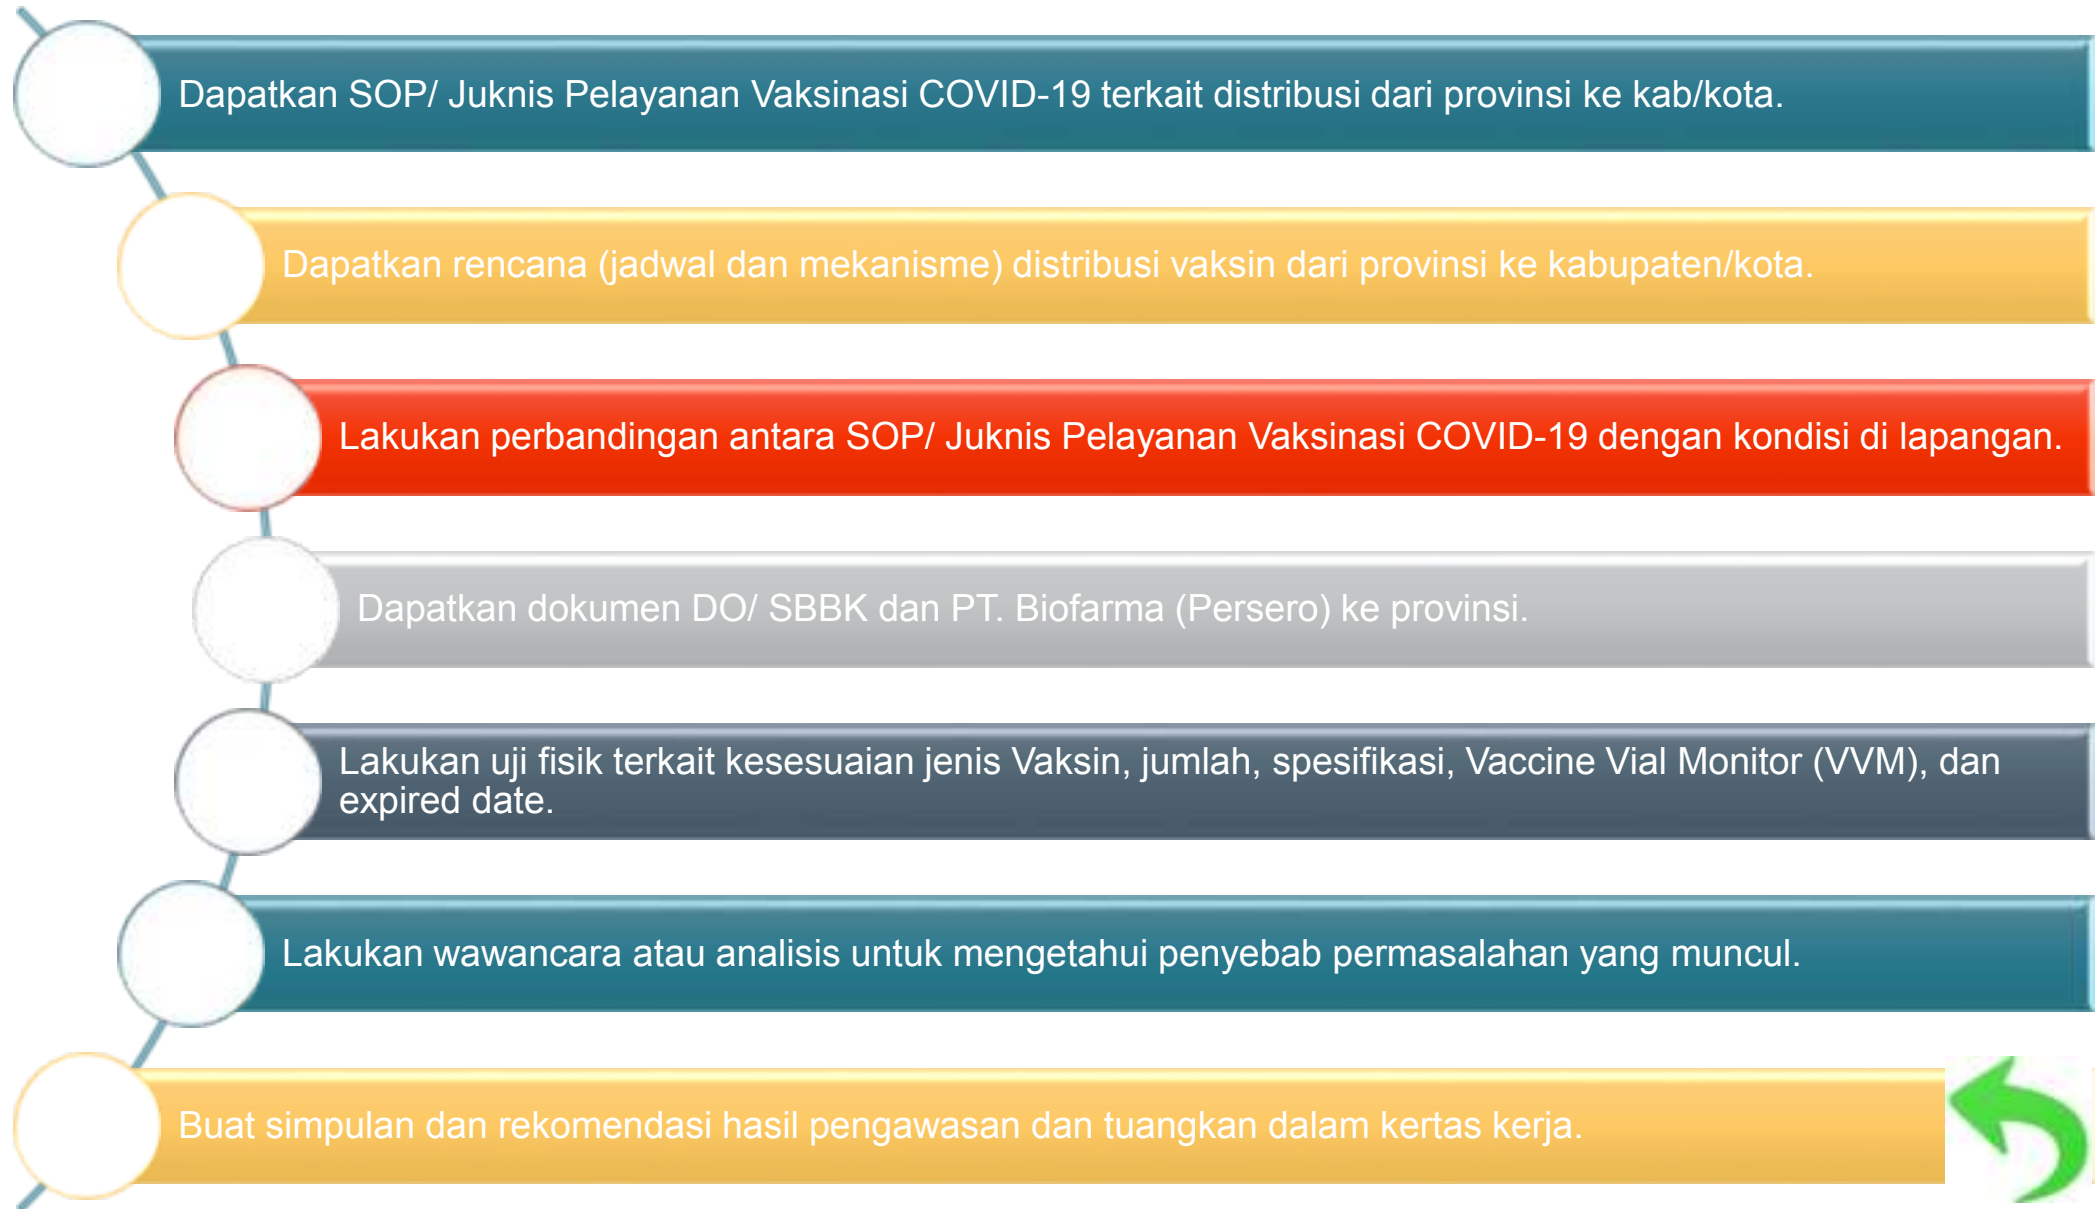 Dapatkan SOP/ Juknis Pelayanan Vaksinasi COVID-19 terkait distribusi dari provinsi ke kab/kota.
Dapatkan rencana (jadwal dan mekanisme) distribusi vaksin dari provinsi ke kabupaten/kota.
Lakukan perbandingan antara SOP/ Juknis Pelayanan Vaksinasi COVID-19 dengan kondisi di lapangan.
Dapatkan dokumen DO/ SBBK dan PT. Biofarma (Persero) ke provinsi.
Lakukan uji fisik terkait kesesuaian jenis Vaksin, jumlah, spesifikasi, Vaccine Vial Monitor (VVM), dan
expired date.
Lakukan wawancara atau analisis untuk mengetahui penyebab permasalahan yang muncul.
Buat simpulan dan rekomendasi hasil pengawasan dan tuangkan dalam kertas kerja.